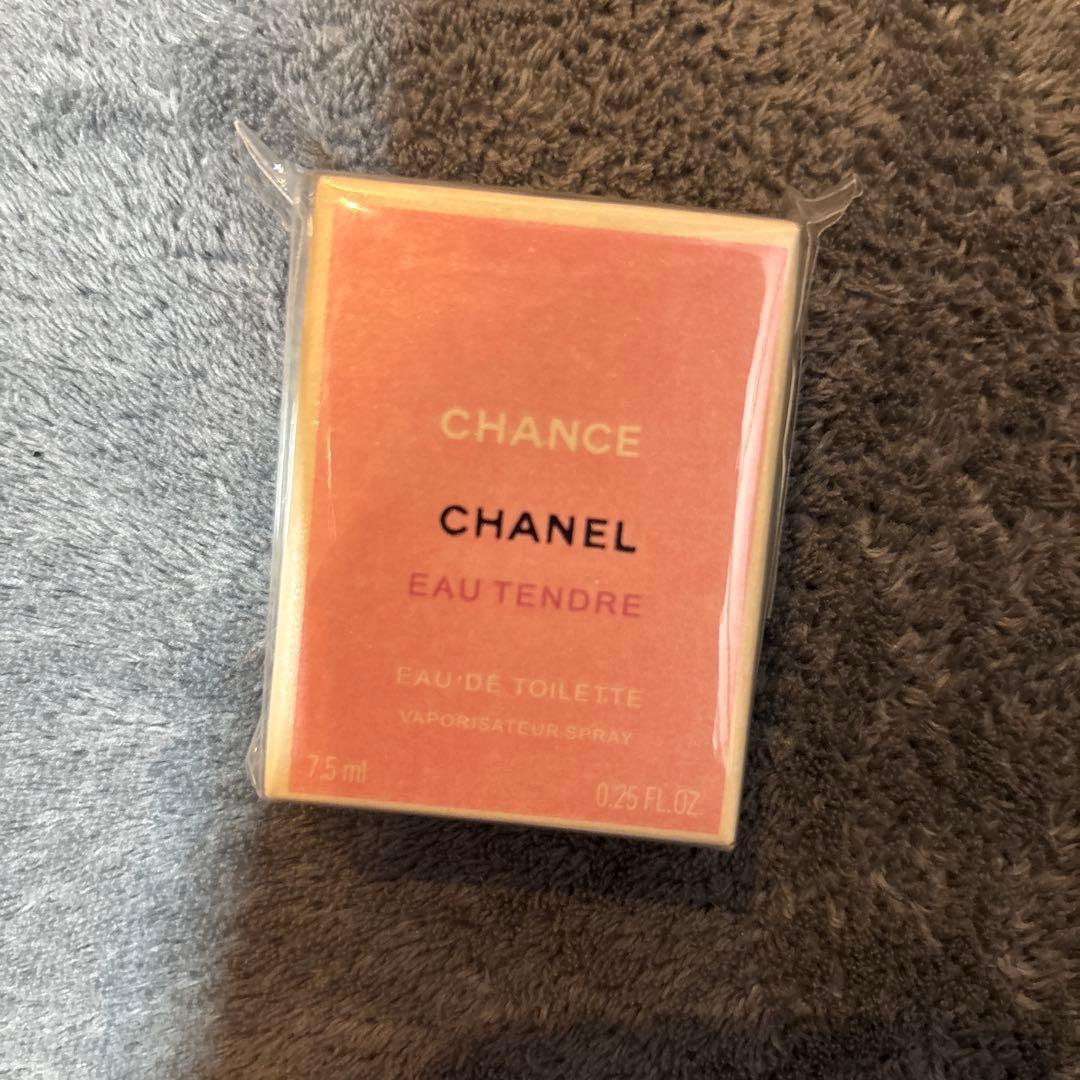 CHANCE
CHANEL
EAU TENDRE
EAU DE TOILETTE
VAPORISATEUR SPRAY
7.5 ml
0.25 FL.OZ